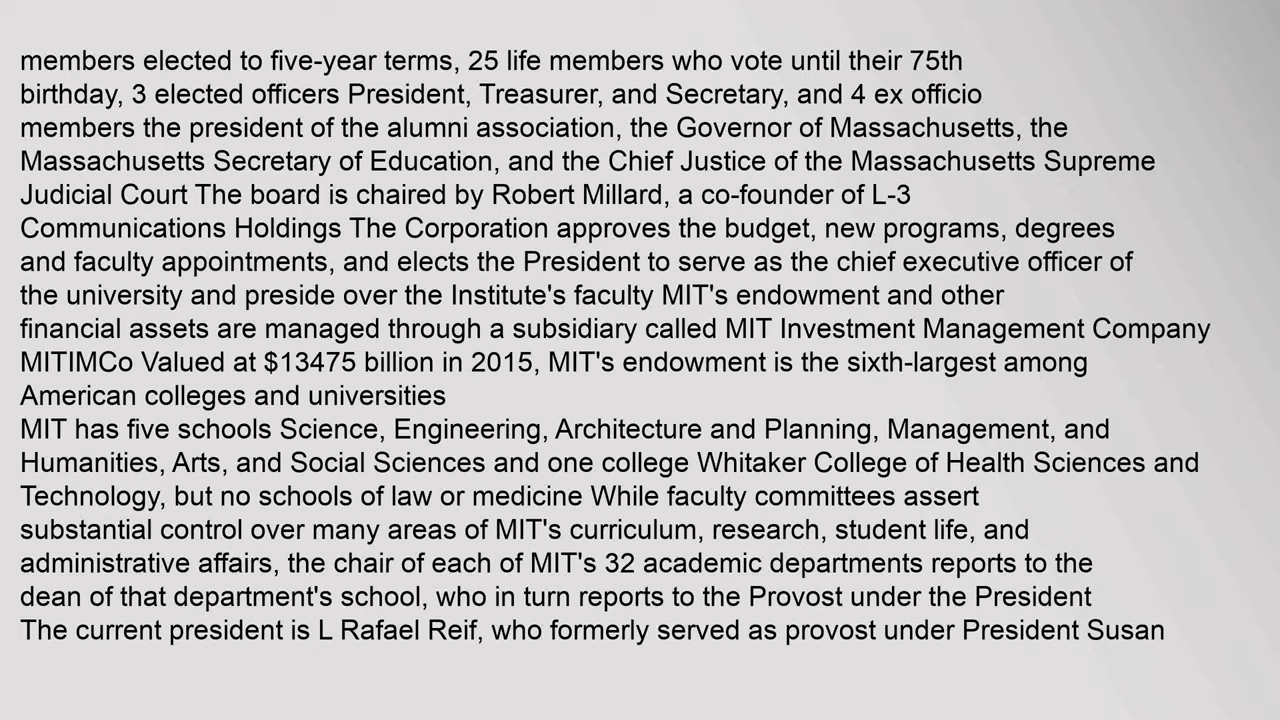 members elected to five-year terms, 25 life members who vote until their 75th
birthday, 3 elected officers President, Treasurer, and Secretary, and 4 ex officio
members the president of the alumni association, the Governor of Massachusetts, the
Massachusetts Secretary of Education, and the Chief Justice of the Massachusetts Supreme
Judicial Court The board is chaired by Robert Millard, a co-founder of L-3
Communications Holdings The Corporation approves the budget, new programs, degrees
and faculty appointments, and elects the President to serve as the chief executive officer of
the university and preside over the Institute's faculty MIT's endowment and other
financial assets are managed through a subsidiary called MIT Investment Management Company
MITIMCo Valued at $13475 billion in 2015, MIT's endowment is the sixth-largest among
American colleges and universities
MIT has five schools Science, Engineering, Architecture and Planning, Management, and
Humanities, Arts, and Social Sciences and one college Whitaker College of Health Sciences and
Technology, but no schools of law or medicine While faculty committees assert
substantial control over many areas of MIT's curriculum, research, student life, and
administrative affairs, the chair of each of MIT's 32 academic departments reports to the
dean of that department's school, who in turn reports to the Provost under the President
The current president is L Rafael Reif, who formerly served as provost under President Susan